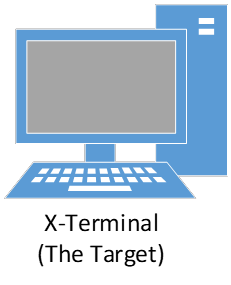 X-Terminal
(The Target)